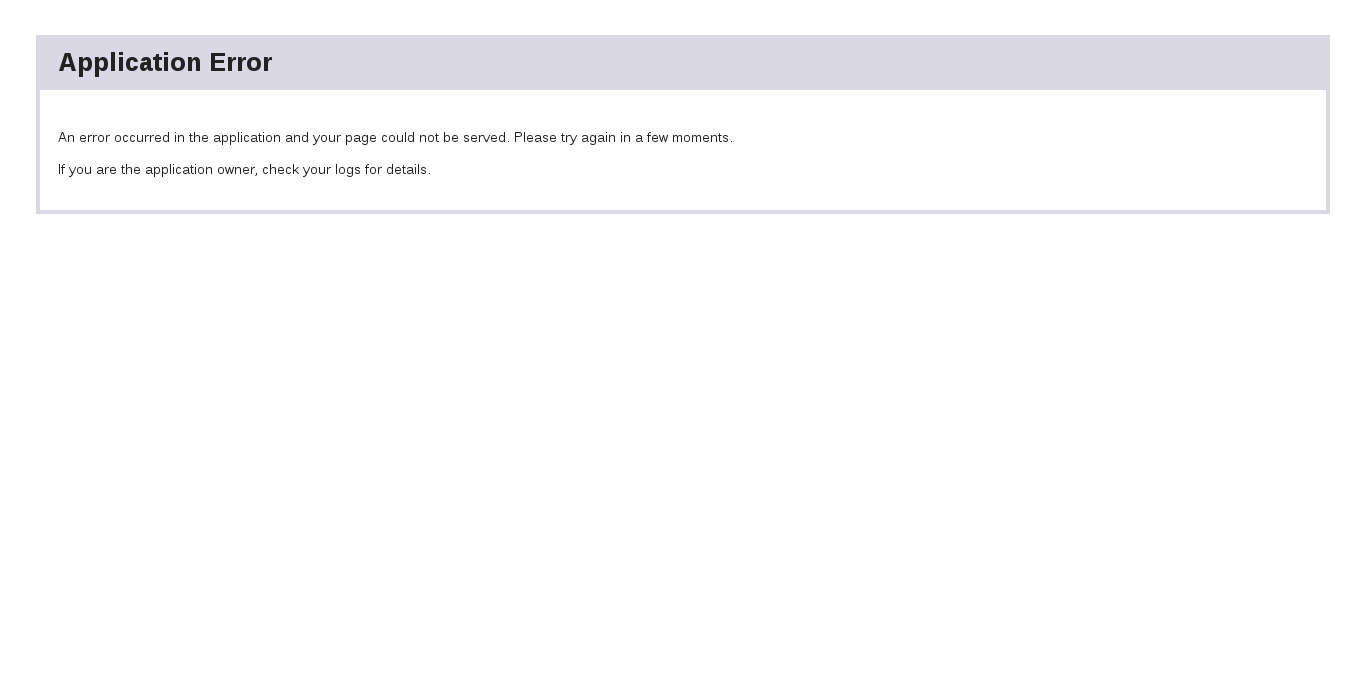 Application Error
An error occurred in the application and your page could not be served. Please try again in a few moments.
If you are the application owner, check your logs for details.